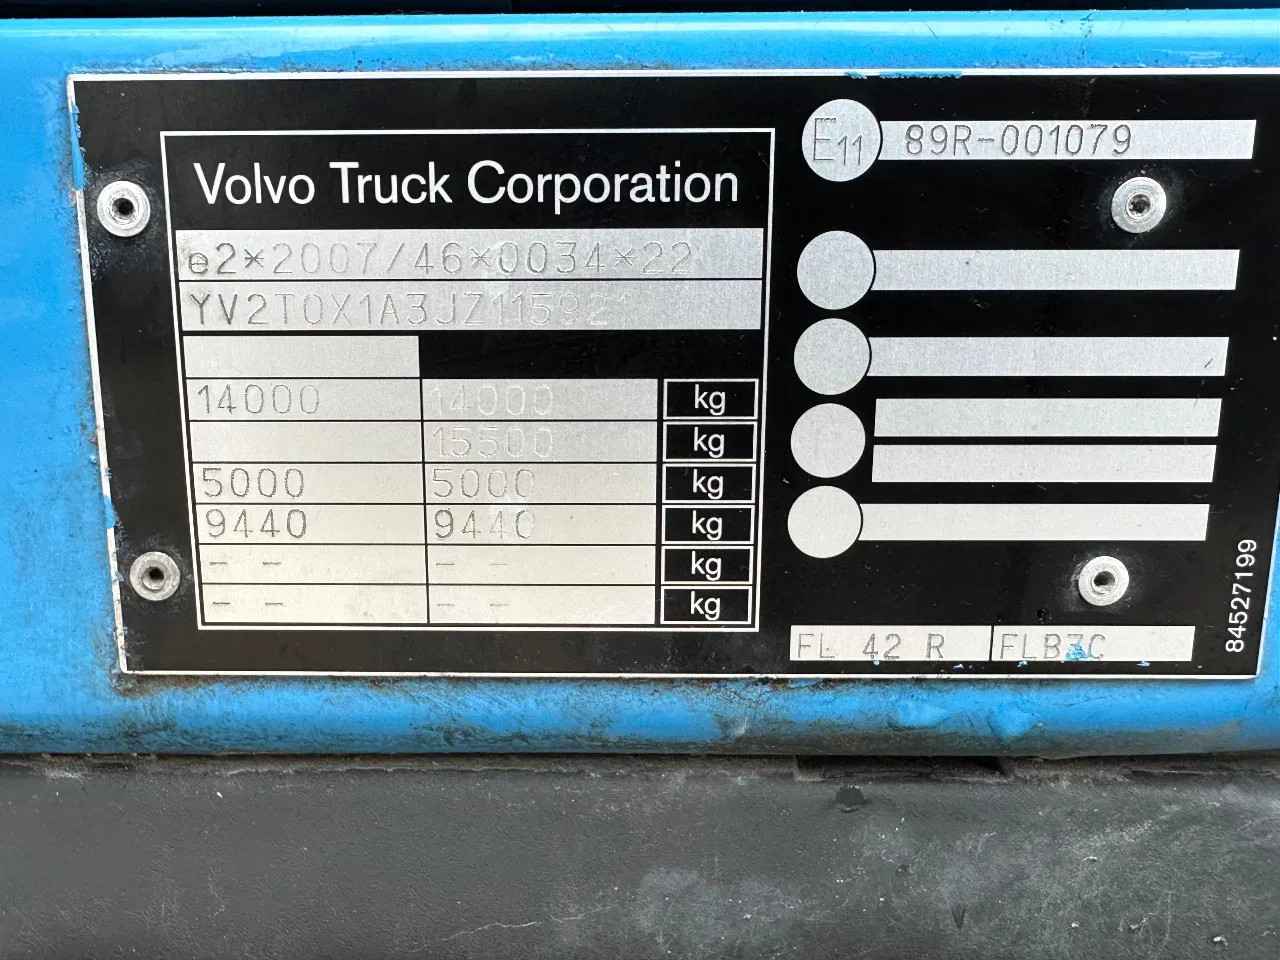 Volvo Truck Corporation
e2*2007/46*0034*22
YV2T0X1A3JZ115921
14000 14000 kg
15500 kg
5000 5000 kg
9440 9440 kg
- - - - kg
- - - - kg
E11 89R-001079
FL 42 R FLB3C
84527199